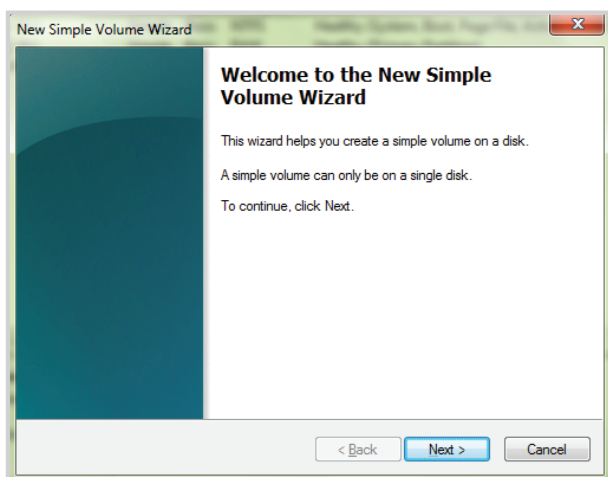 New Simple Volume Wizard
Welcome to the New Simple
Volume Wizard
This wizard helps you create a simple volume on a disk.
A simple volume can only be on a single disk.
To continue, click Next.
< Back
Next >
Cancel